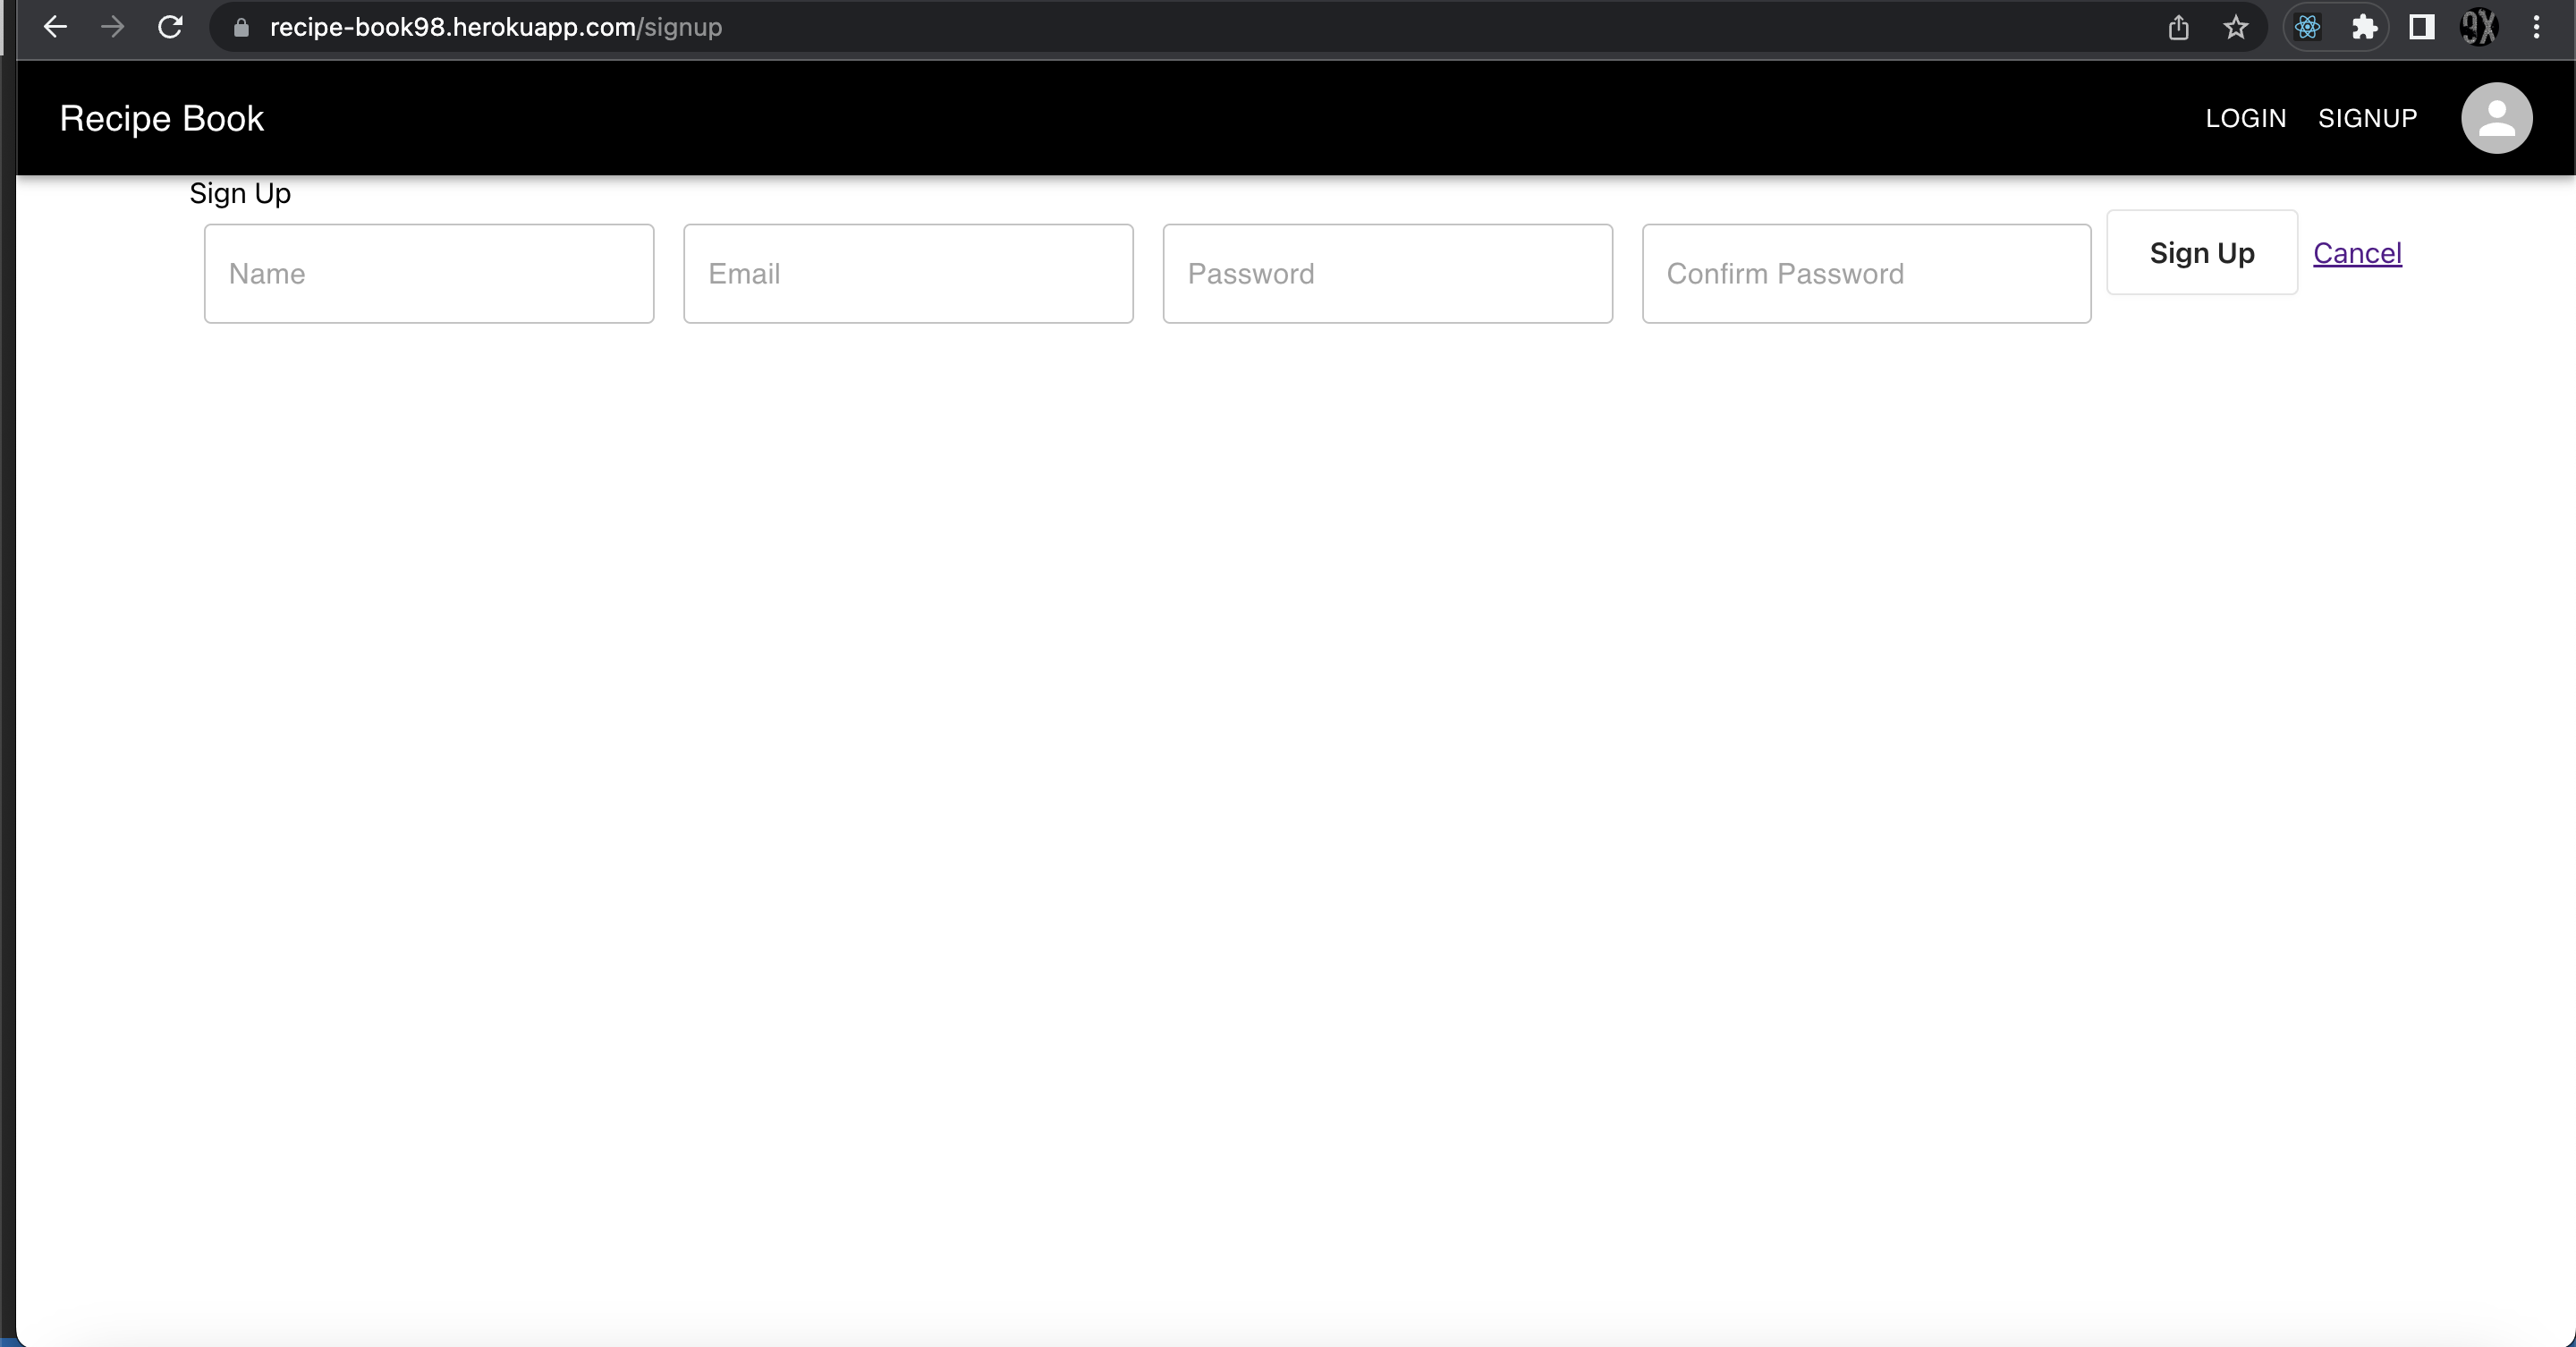 recipe-book98.herokuapp.com/signup
Recipe Book LOGIN SIGNUP
Sign Up
Name Email Password Confirm Password Sign Up Cancel